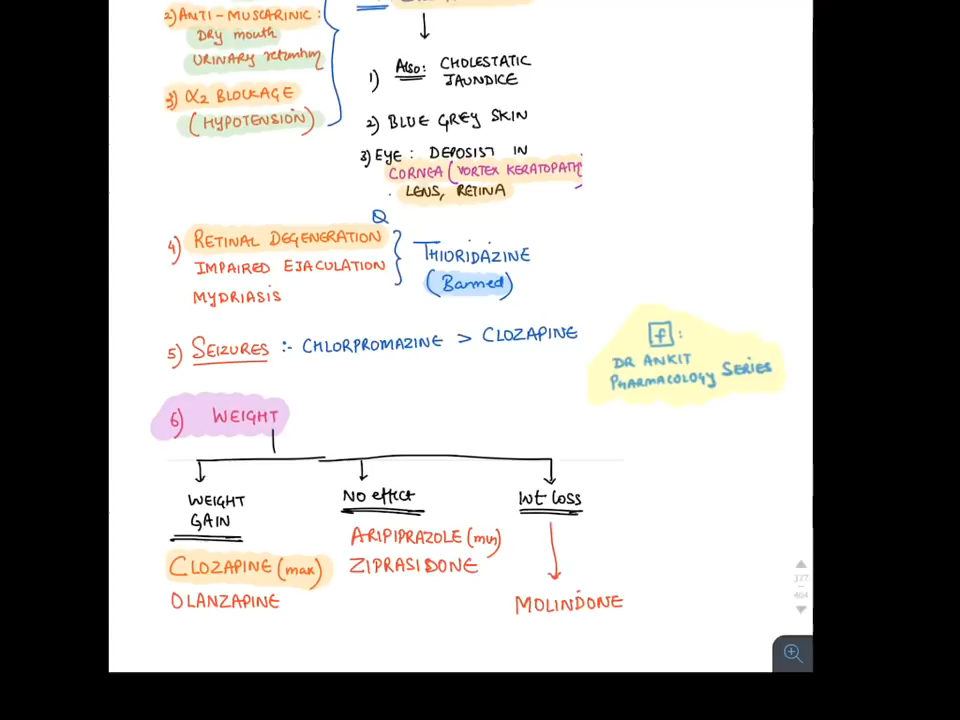 2) ANTI-MUSCARINIC :
DRY mouth
URINARY retention
3) α2 BLOCKAGE
(HYPOTENSION)
1) Also: CHOLESTATIC
JAUNDICE
2) BLUE GREY SKIN
3) EYE : DEPOSIST IN
CORNEA (VORTEX KERATOPATH
LENS, RETINA
Q
4) RETINAL DEGENERATION
IMPAIRED EJACULATION
MYDRIASIS
THIORIDAZINE
(Banned)
5) SEIZURES :- CHLORPROMAZINE > CLOZAPINE
f :
DR ANKIT
PHARMACOLOGY SERIES
6) WEIGHT
WEIGHT
GAIN
CLOZAPINE (max)
OLANZAPINE
NO effect
ARIPIPRAZOLE (min)
ZIPRASIDONE
Wt loss
MOLINDONE
377
464